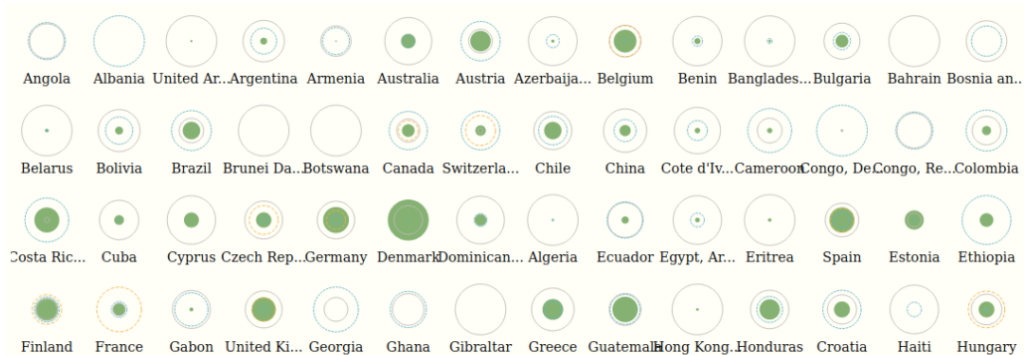 Angola Albania United Ar... Argentina Armenia Australia Austria Azerbaija... Belgium Benin Banglades... Bulgaria Bahrain Bosnia an...
Belarus Bolivia Brazil Brunei Da... Botswana Canada Switzerla... Chile China Cote d'Iv... Cameroon Congo, De... Congo, Re... Colombia
Costa Ric... Cuba Cyprus Czech Rep... Germany Denmark Dominican... Algeria Ecuador Egypt, Ar... Eritrea Spain Estonia Ethiopia
Finland France Gabon United Ki... Georgia Ghana Gibraltar Greece Guatemala Hong Kong... Honduras Croatia Haiti Hungary